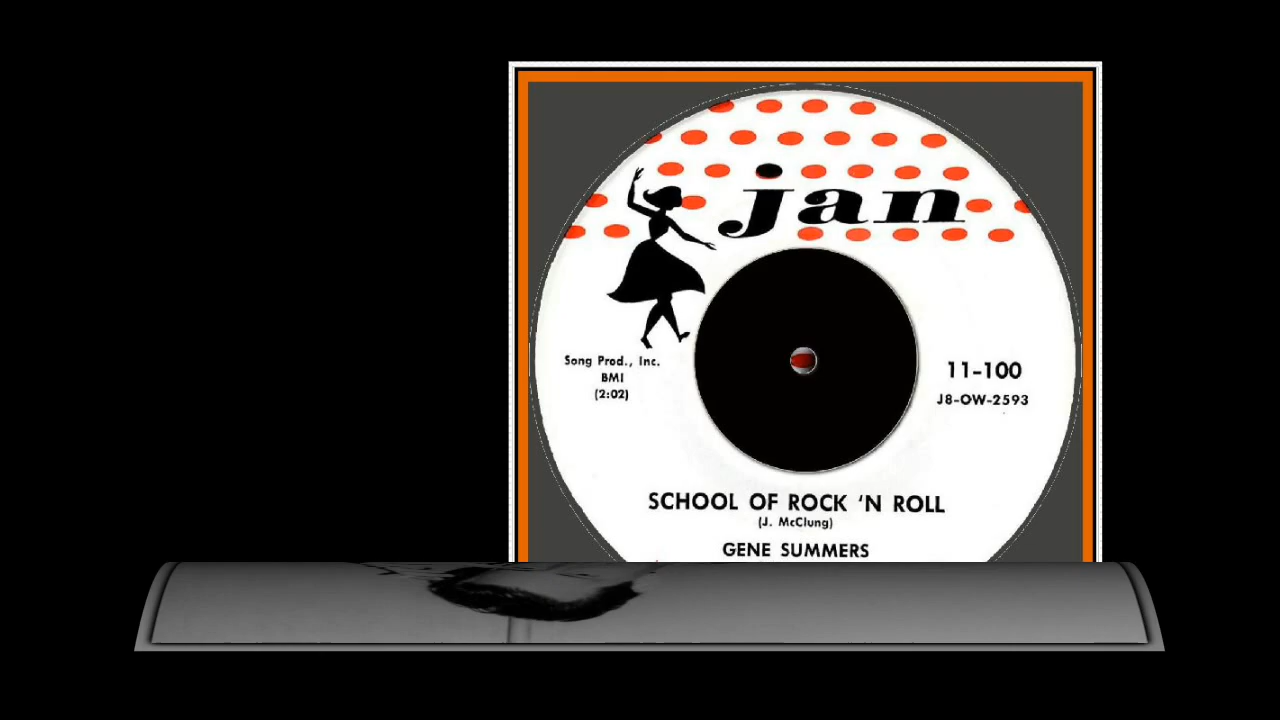 jan
Song Prod., Inc.
BMI
(2:02)
11-100
J8-OW-2593
SCHOOL OF ROCK 'N ROLL
(J. McClung)
GENE SUMMERS